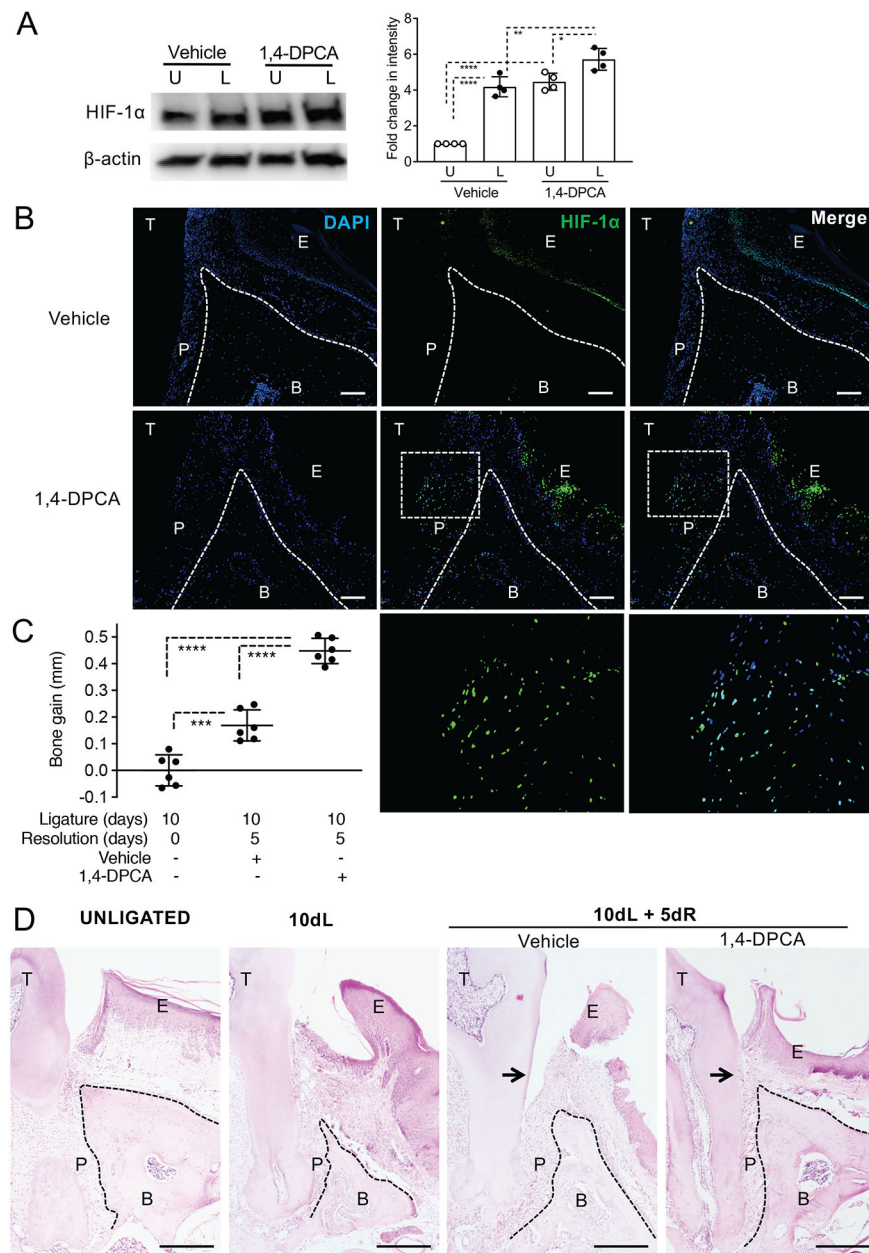 A
Vehicle 1,4-DPCA
U L U L
HIF-1α
β-actin
Fold change in intensity
8
6
4
2
0
**
*
****
****
U L U L
Vehicle 1,4-DPCA
B
T DAPI E P B
T HIF-1α E P B
T Merge E P B
Vehicle
T E P B
T E P B
T E P B
1,4-DPCA
C
Bone gain (mm)
0.5
0.4
0.3
0.2
0.1
0.0
-0.1
****
****
***
Ligature (days) 10 10 10
Resolution (days) 0 5 5
Vehicle - + -
1,4-DPCA - - +
D
UNLIGATED 10dL 10dL + 5dR
Vehicle 1,4-DPCA
T E P B
T E P B
T E P B
T E P B